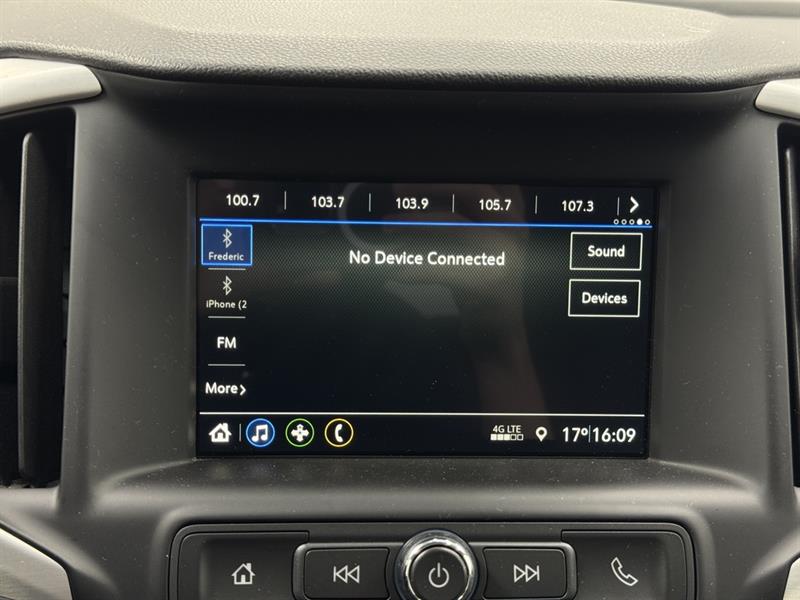 100.7 103.7 103.9 105.7 107.3
Frederic
No Device Connected
Sound
iPhone (2
Devices
FM
More
4G LTE
17° 16:09